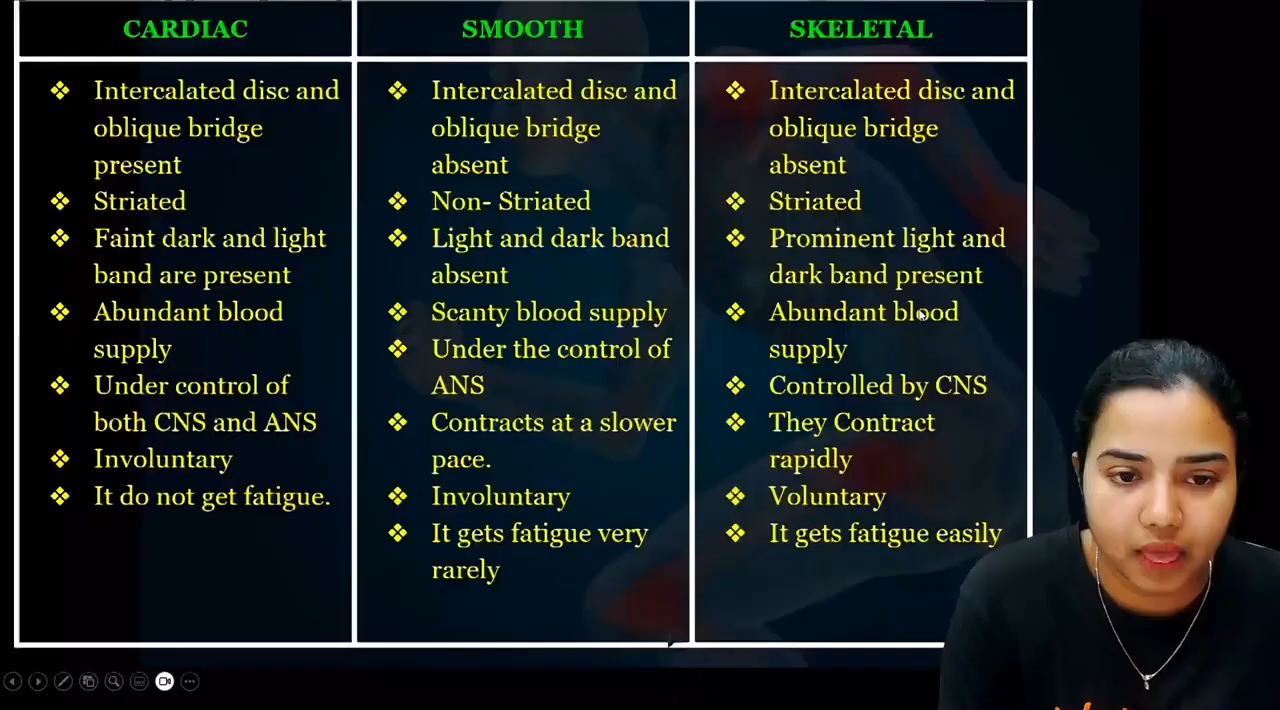 CARDIAC
Intercalated disc and
oblique bridge
present
Striated
Faint dark and light
band are present
Abundant blood
supply
Under control of
both CNS and ANS
Involuntary
It do not get fatigue.
SMOOTH
Intercalated disc and
oblique bridge
absent
Non- Striated
Light and dark band
absent
Scanty blood supply
Under the control of
ANS
Contracts at a slower
pace.
Involuntary
It gets fatigue very
rarely
SKELETAL
Intercalated disc and
oblique bridge
absent
Striated
Prominent light and
dark band present
Abundant blood
supply
Controlled by CNS
They Contract
rapidly
Voluntary
It gets fatigue easily